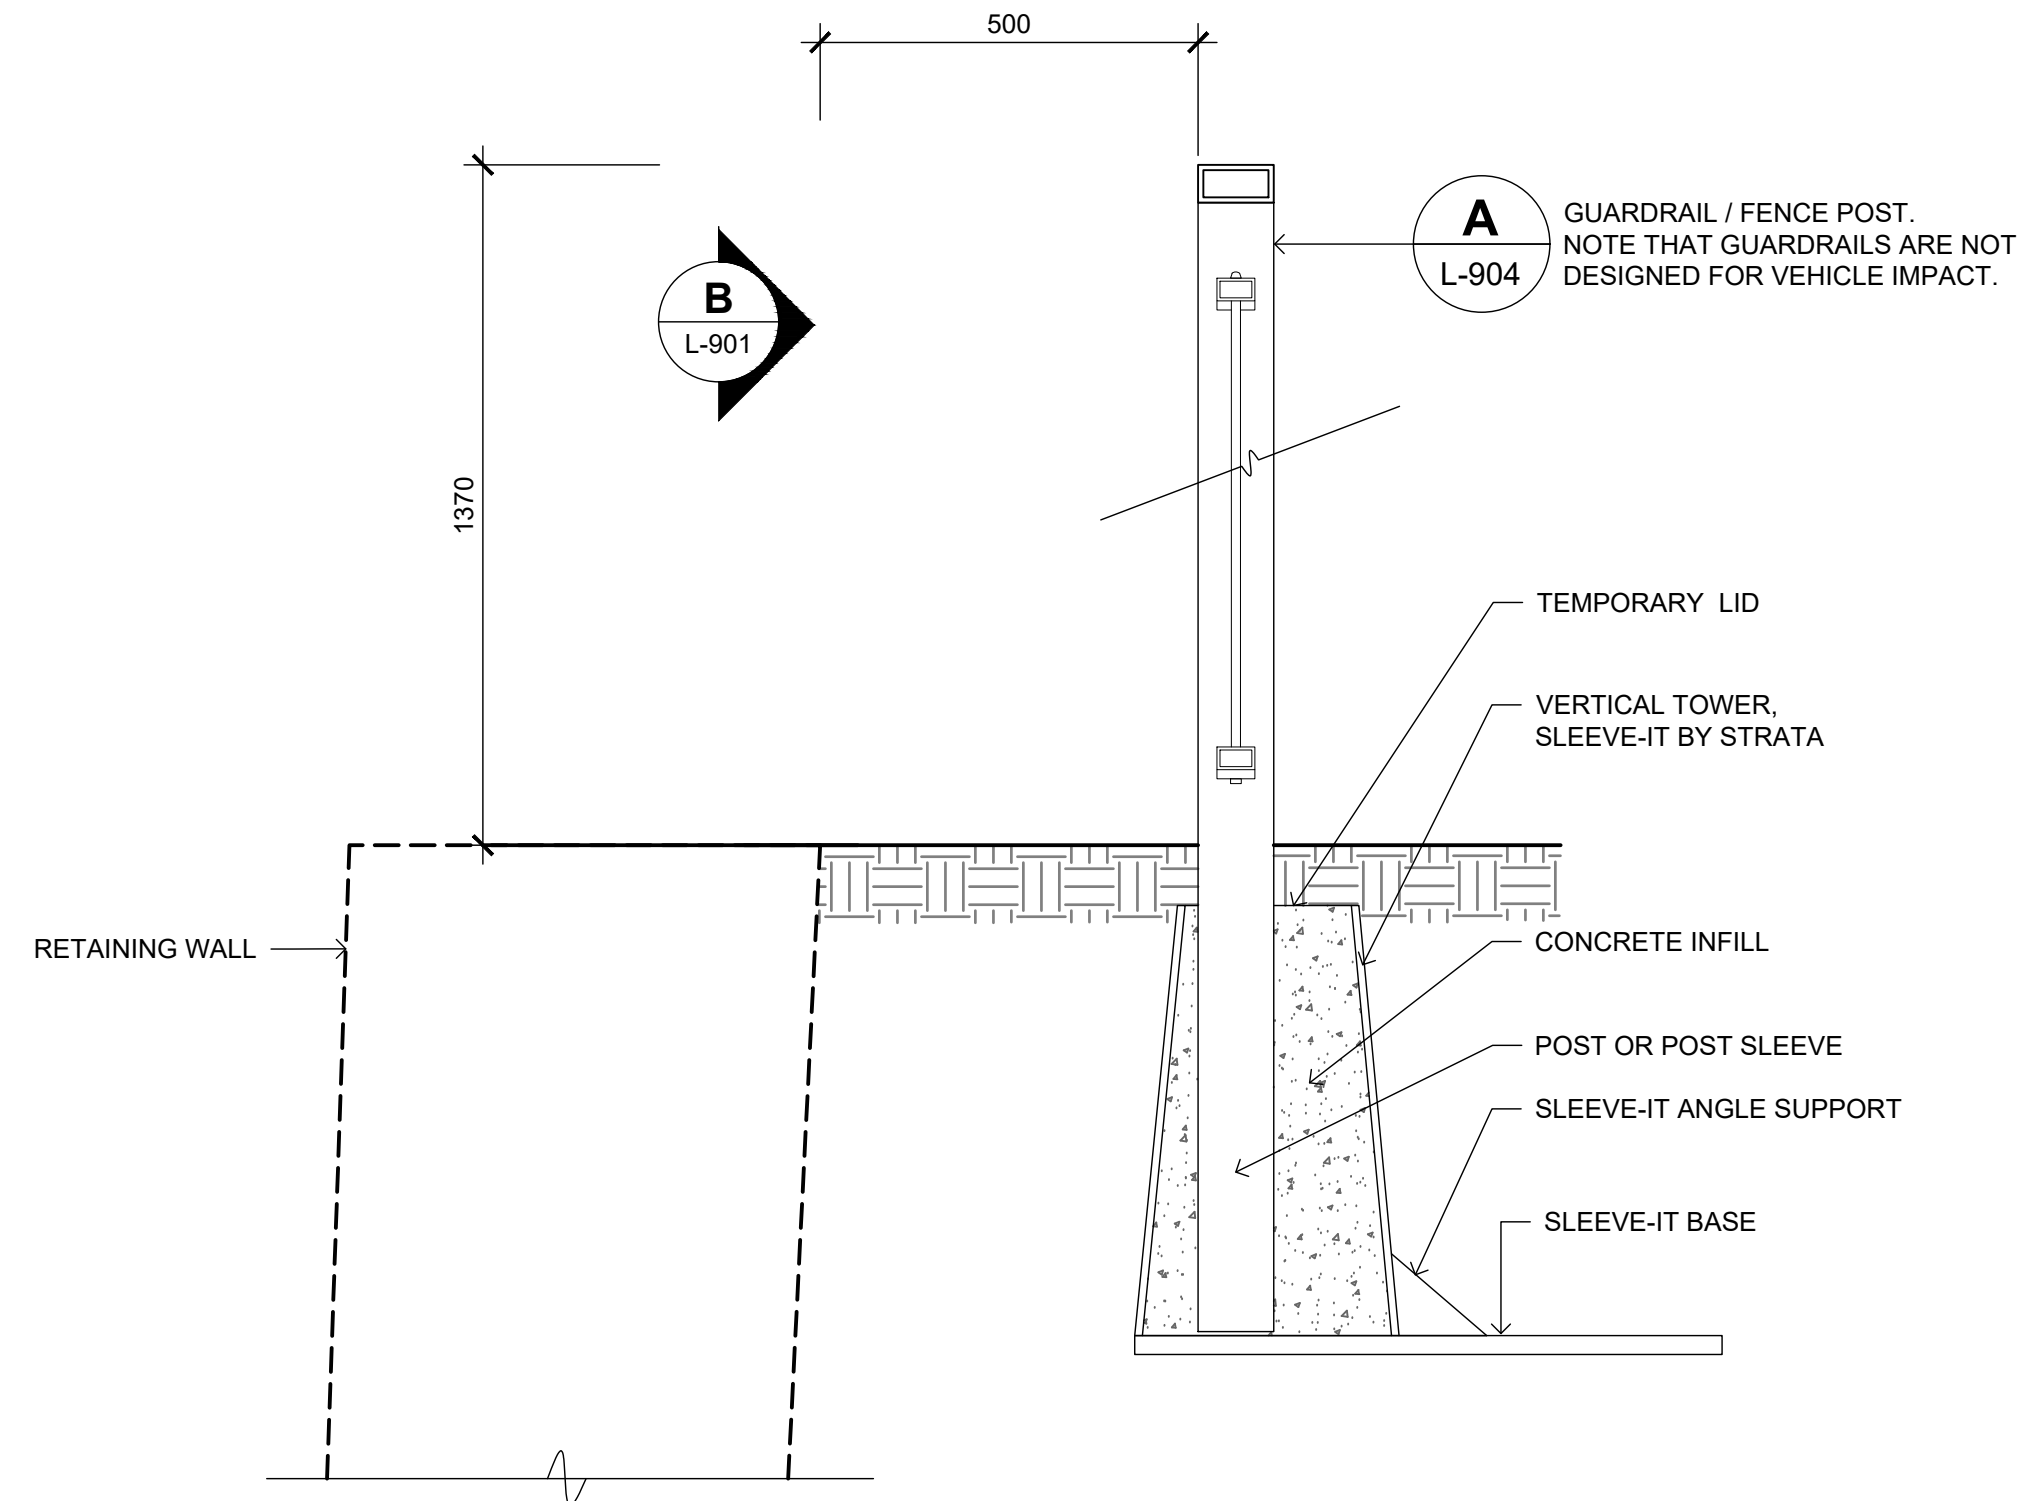 500
A
L-904
GUARDRAIL / FENCE POST.
NOTE THAT GUARDRAILS ARE NOT
DESIGNED FOR VEHICLE IMPACT.
B
L-901
1370
TEMPORARY LID
VERTICAL TOWER,
SLEEVE-IT BY STRATA
RETAINING WALL
CONCRETE INFILL
POST OR POST SLEEVE
SLEEVE-IT ANGLE SUPPORT
SLEEVE-IT BASE